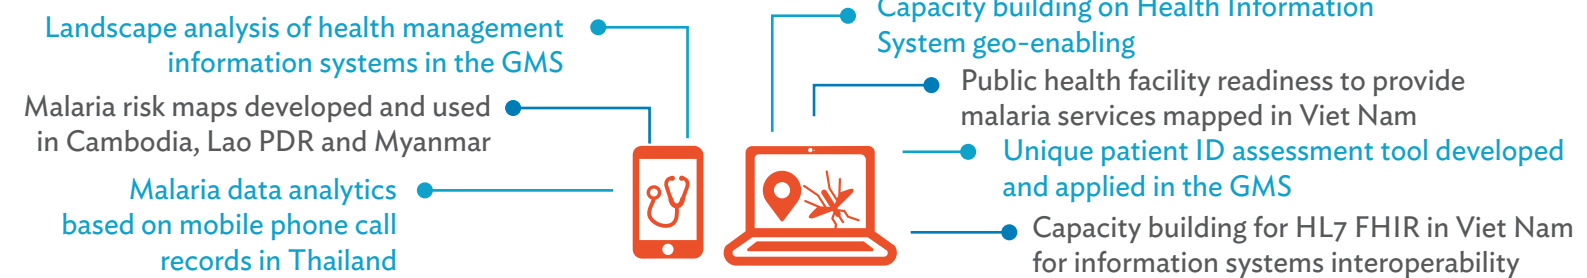 Landscape analysis of health management
information systems in the GMS
Malaria risk maps developed and used
in Cambodia, Lao PDR and Myanmar
Malaria data analytics
based on mobile phone call
records in Thailand
Capacity building on Health Information
System geo-enabling
Public health facility readiness to provide
malaria services mapped in Viet Nam
Unique patient ID assessment tool developed
and applied in the GMS
Capacity building for HL7 FHIR in Viet Nam
for information systems interoperability